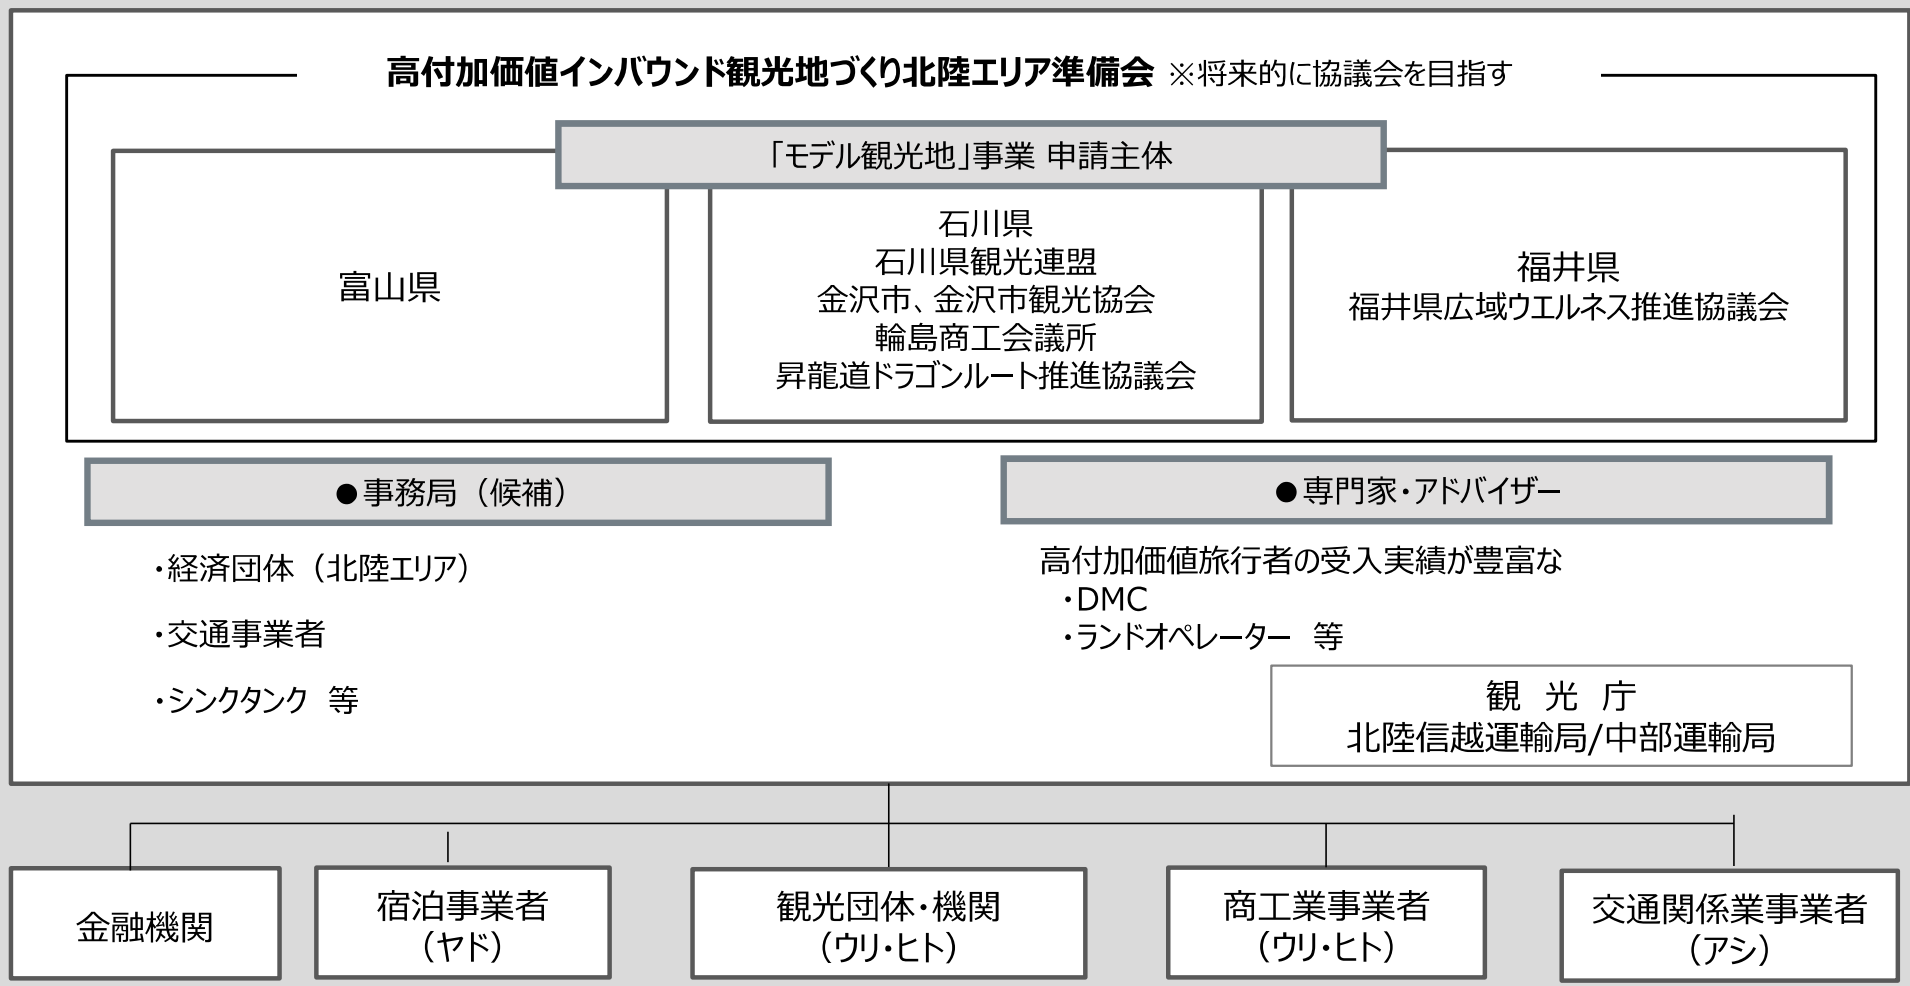 高付加価値インバウンド観光地づくり北陸エリア準備会 ※将来的に協議会を目指す
「モデル観光地」事業 申請主体
富山県
石川県
石川県観光連盟
金沢市、金沢市観光協会
輪島商工会議所
昇龍道ドラゴンルート推進協議会
福井県
福井県広域ウエルネス推進協議会
●事務局（候補）
・経済団体（北陸エリア）
・交通事業者
・シンクタンク　等
●専門家・アドバイザー
高付加価値旅行者の受入実績が豊富な
・DMC
・ランドオペレーター　等
観　光　庁
北陸信越運輸局/中部運輸局
金融機関
宿泊事業者
（ヤド）
観光団体・機関
（ウリ・ヒト）
商工業事業者
（ウリ・ヒト）
交通関係業事業者
（アシ）